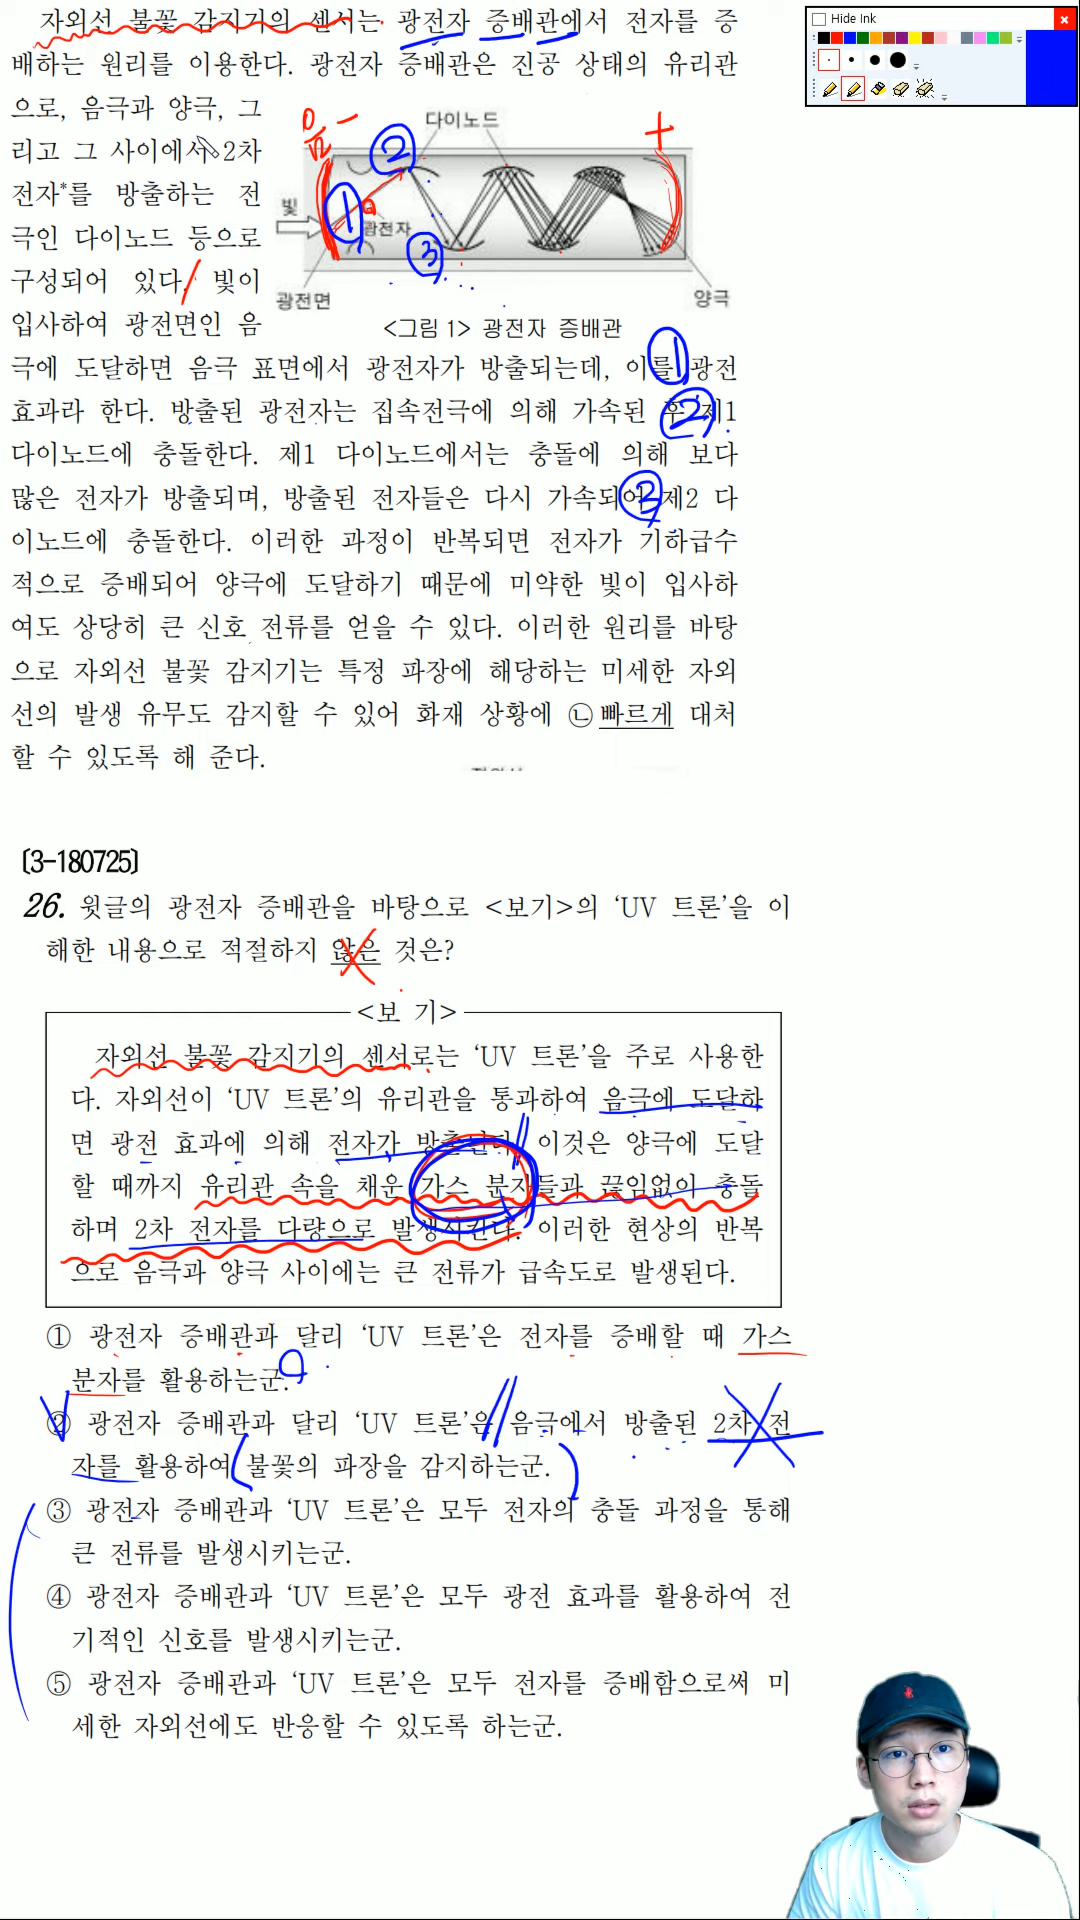 자외선 불꽃 감지기의 센서는 광전자 증배관에서 전자를 증
배하는 원리를 이용한다. 광전자 증배관은 진공 상태의 유리관
으로, 음극과 양극, 그
리고 그 사이에서 2차
전자*를 방출하는 전
극인 다이노드 등으로
구성되어 있다. 빛이
입사하여 광전면인 음
음 -
다이노드
+
②
빛
①
광전자
③
광전면
양극
<그림 1> 광전자 증배관
극에 도달하면 음극 표면에서 광전자가 방출되는데, 이를 광전
①
효과라 한다. 방출된 광전자는 집속전극에 의해 가속된 후 제1
②
다이노드에 충돌한다. 제1 다이노드에서는 충돌에 의해 보다
많은 전자가 방출되며, 방출된 전자들은 다시 가속되어 제2 다
③
이노드에 충돌한다. 이러한 과정이 반복되면 전자가 기하급수
적으로 증배되어 양극에 도달하기 때문에 미약한 빛이 입사하
여도 상당히 큰 신호 전류를 얻을 수 있다. 이러한 원리를 바탕
으로 자외선 불꽃 감지기는 특정 파장에 해당하는 미세한 자외
선의 발생 유무도 감지할 수 있어 화재 상황에 ㉡빠르게 대처
할 수 있도록 해 준다.
Hide Ink
[3-180725]
26. 윗글의 광전자 증배관을 바탕으로 <보기>의 ‘UV 트론’을 이
해한 내용으로 적절하지 않은 것은?
<보 기>
자외선 불꽃 감지기의 센서로는 ‘UV 트론’을 주로 사용한
다. 자외선이 ‘UV 트론’의 유리관을 통과하여 음극에 도달하
면 광전 효과에 의해 전자가 방출된다. 이것은 양극에 도달
할 때까지 유리관 속을 채운 가스 분자들과 끊임없이 충돌
하며 2차 전자를 다량으로 발생시킨다. 이러한 현상의 반복
으로 음극과 양극 사이에는 큰 전류가 급속도로 발생된다.
① 광전자 증배관과 달리 ‘UV 트론’은 전자를 증배할 때 가스
분자를 활용하는군.
② 광전자 증배관과 달리 ‘UV 트론’은 음극에서 방출된 2차 전
자를 활용하여 불꽃의 파장을 감지하는군.
③ 광전자 증배관과 ‘UV 트론’은 모두 전자의 충돌 과정을 통해
큰 전류를 발생시키는군.
④ 광전자 증배관과 ‘UV 트론’은 모두 광전 효과를 활용하여 전
기적인 신호를 발생시키는군.
⑤ 광전자 증배관과 ‘UV 트론’은 모두 전자를 증배함으로써 미
세한 자외선에도 반응할 수 있도록 하는군.